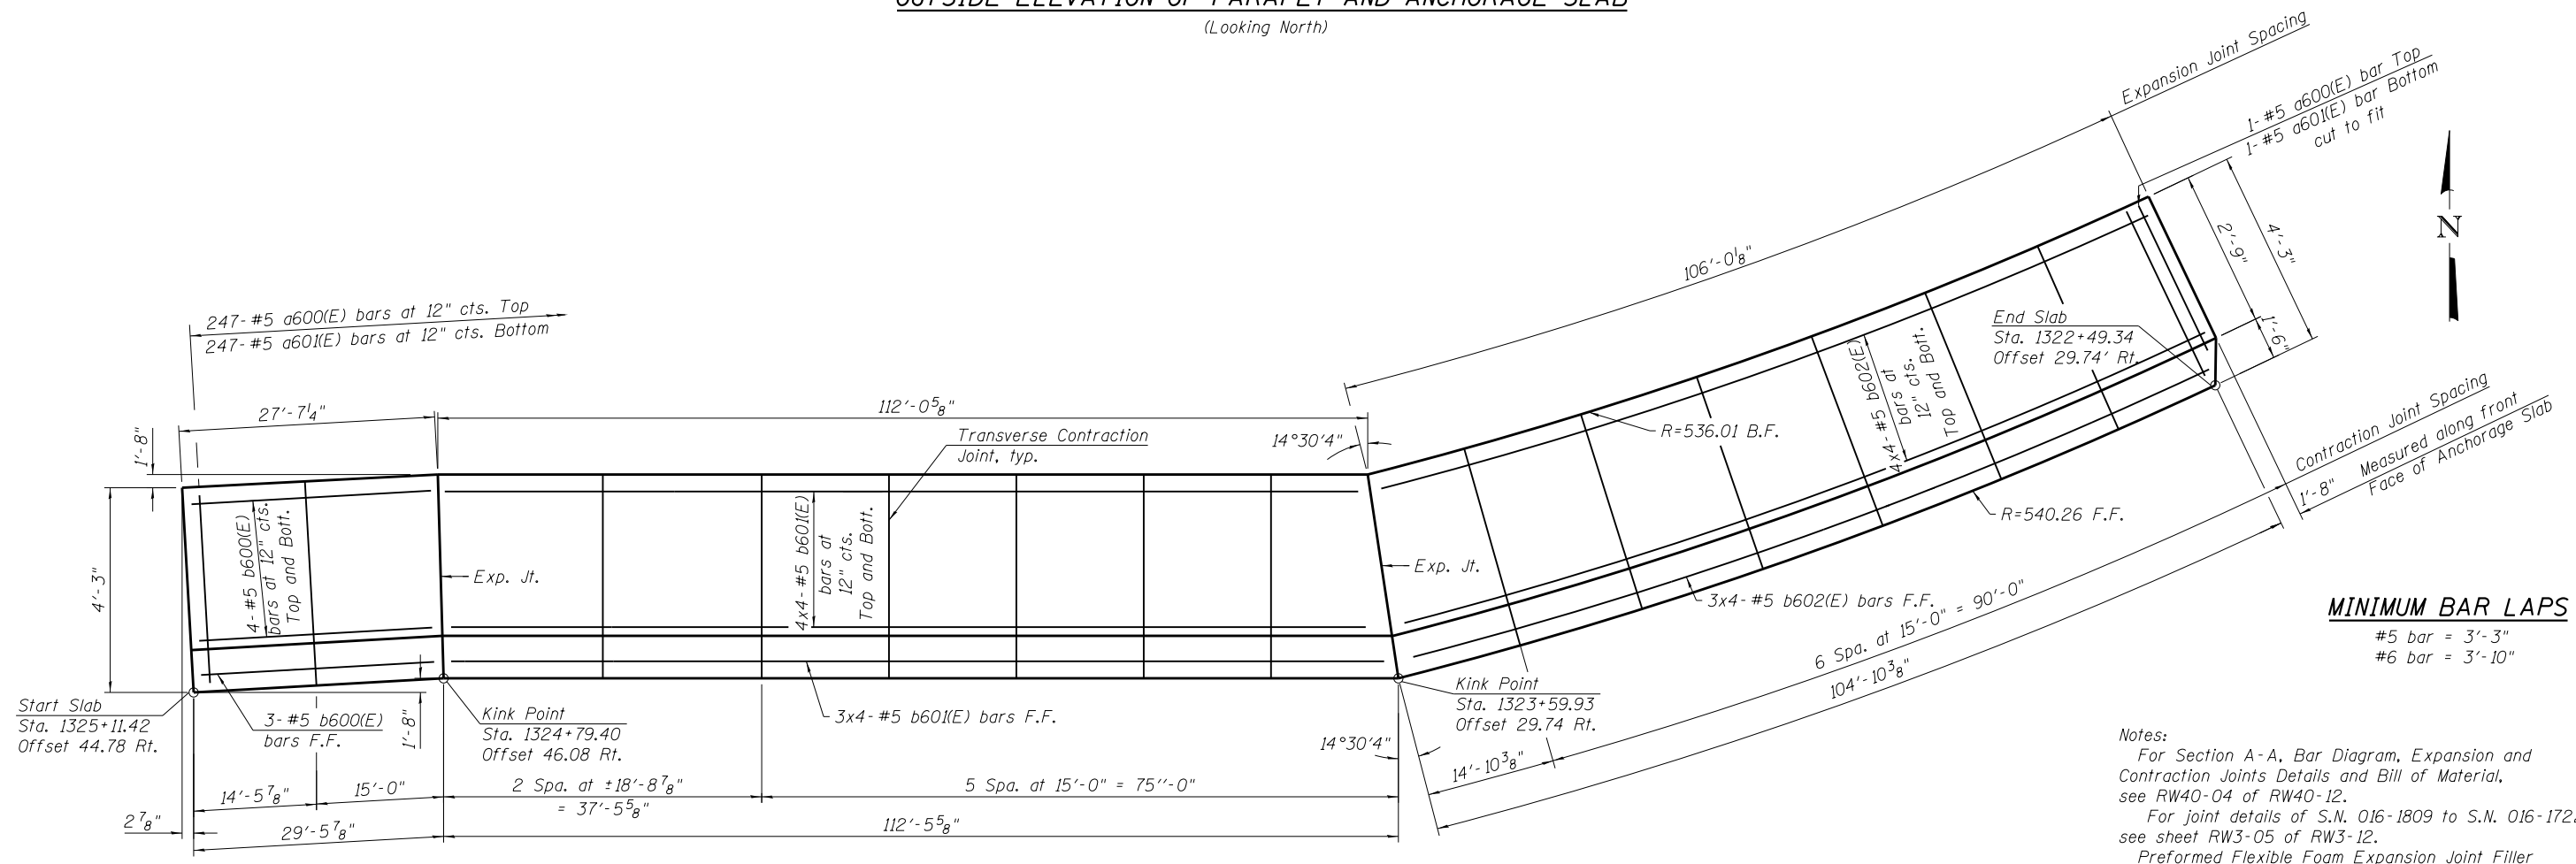 OUTSIDE ELEVATION OF PARAPET AND ANCHORAGE SLAB
(Looking North)
Expansion Joint Spacing
1-#5 a600(E) bar Top
1-#5 a601(E) bar Bottom
cut to fit
N
106'-0⅛"
2'-9"
4'-3"
1'-6"
End Slab
Sta. 1322+49.34
Offset 29.74' Rt.
247-#5 a600(E) bars at 12" cts. Top
247-#5 a601(E) bars at 12" cts. Bottom
27'-7¼"
112'-0⅝"
1'-8"
Transverse Contraction
Joint, typ.
14°30'4"
R=536.01 B.F.
4x4-#5 b602(E)
bars at
12" cts.
Top and Bott.
Contraction Joint Spacing
1'-8" Measured along front
Face of Anchorage Slab
R=540.26 F.F.
4'-3"
4-#5 b600(E)
bars at 12" cts.
Top and Bott.
Exp. Jt.
4x4-#5 b601(E)
bars at
12" cts.
Top and Bott.
Exp. Jt.
3x4-#5 b602(E) bars F.F.
6 Spa. at 15'-0" = 90'-0"
104'-10⅜"
MINIMUM BAR LAPS
#5 bar = 3'-3"
#6 bar = 3'-10"
Start Slab
Sta. 1325+11.42
Offset 44.78 Rt.
3-#5 b600(E)
bars F.F.
1'-8"
Kink Point
Sta. 1324+79.40
Offset 46.08 Rt.
3x4-#5 b601(E) bars F.F.
Kink Point
Sta. 1323+59.93
Offset 29.74 Rt.
14°30'4"
14'-10⅜"
14'-5⅞"
15'-0"
2 Spa. at ±18'-8⅞"
= 37'-5⅝"
5 Spa. at 15'-0" = 75''-0"
2⅞"
29'-5⅞"
112'-5⅝"
Notes:
For Section A-A, Bar Diagram, Expansion and
Contraction Joints Details and Bill of Material,
see RW40-04 of RW40-12.
For joint details of S.N. 016-1809 to S.N. 016-172
see sheet RW3-05 of RW3-12.
Preformed Flexible Foam Expansion Joint Filler